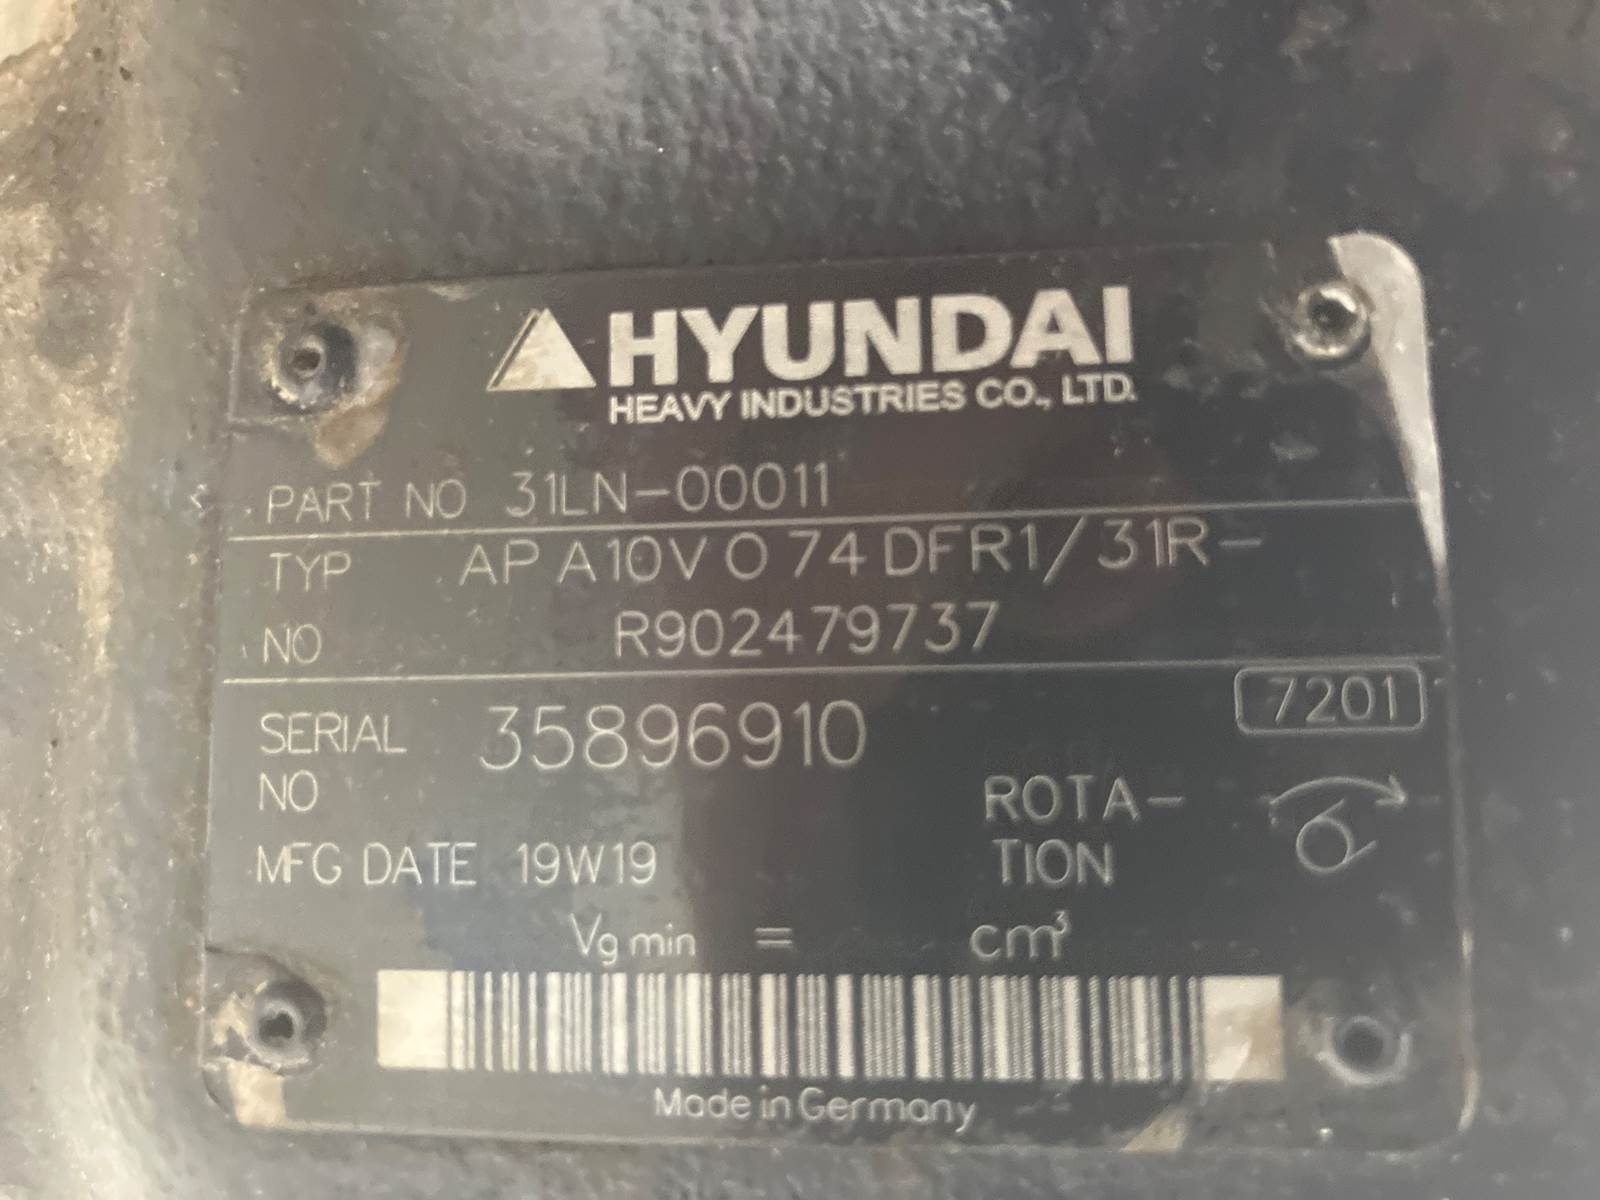 HYUNDAI
HEAVY INDUSTRIES CO., LTD.
PART NO 31LN-00011
TYP AP A10V O 74 DFR1/31R-
NO R902479737
7201
SERIAL NO 35896910
ROTA-
TION
MFG DATE 19W19
Vg min = cm³
Made in Germany